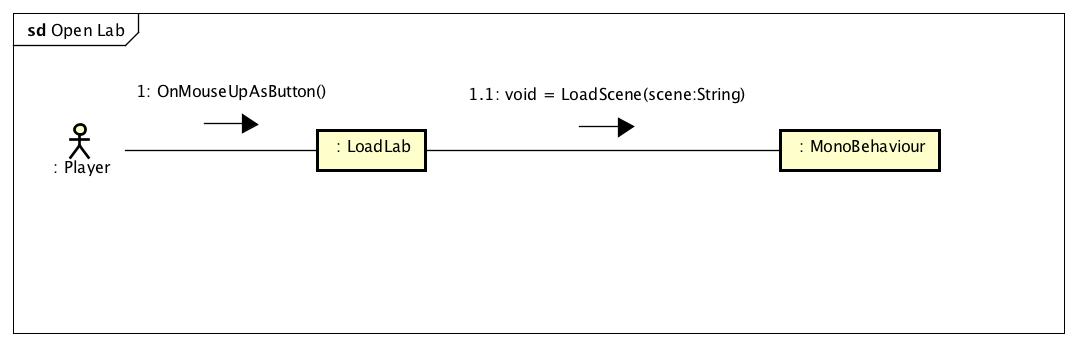 sd Open Lab
1: OnMouseUpAsButton()
1.1: void = LoadScene(scene:String)
: Player
: LoadLab
: MonoBehaviour